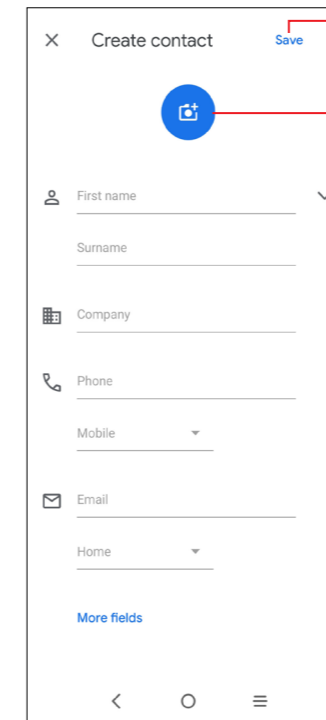 Create contact Save
First name
Surname
Company
Phone
Mobile
Email
Home
More fields